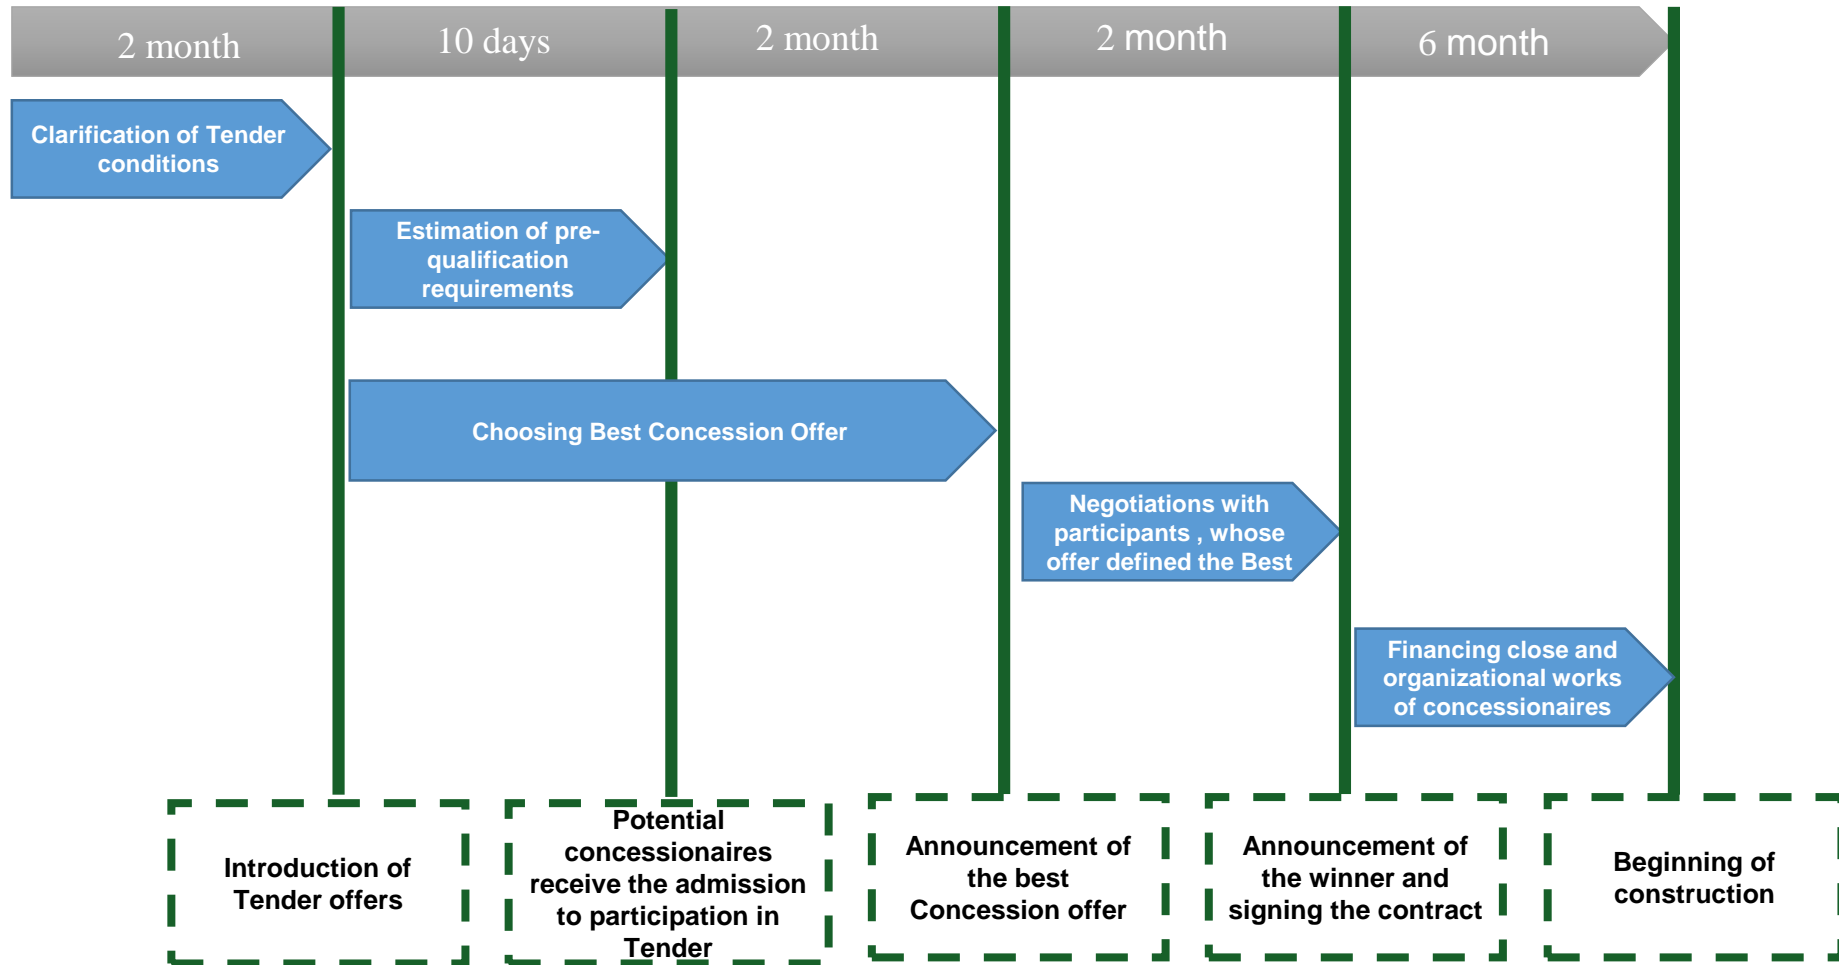 2 month
10 days
2 month
2 month
6 month
Clarification of Tender
conditions
Estimation of pre-
qualification
requirements
Choosing Best Concession Offer
Negotiations with
participants , whose
offer defined the Best
Financing close and
organizational works
of concessionaires
Introduction of
Tender offers
Potential
concessionaires
receive the admission
to participation in
Tender
Announcement of
the best
Concession offer
Announcement of
the winner and
signing the contract
Beginning of
construction